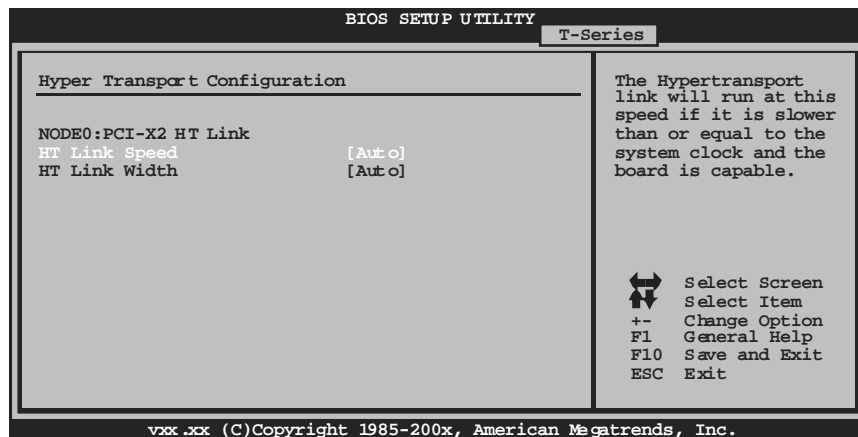 BIOS SETUP UTILITY
T-Series
Hyper Transport Configuration
NODE0:PCI-X2 HT Link
HT Link Speed [Auto]
HT Link Width [Auto]
The Hypertransport
link will run at this
speed if it is slower
than or equal to the
system clock and the
board is capable.
Select Screen
Select Item
+- Change Option
F1 General Help
F10 Save and Exit
ESC Exit
vxx.xx (C)Copyright 1985-200x, American Megatrends, Inc.